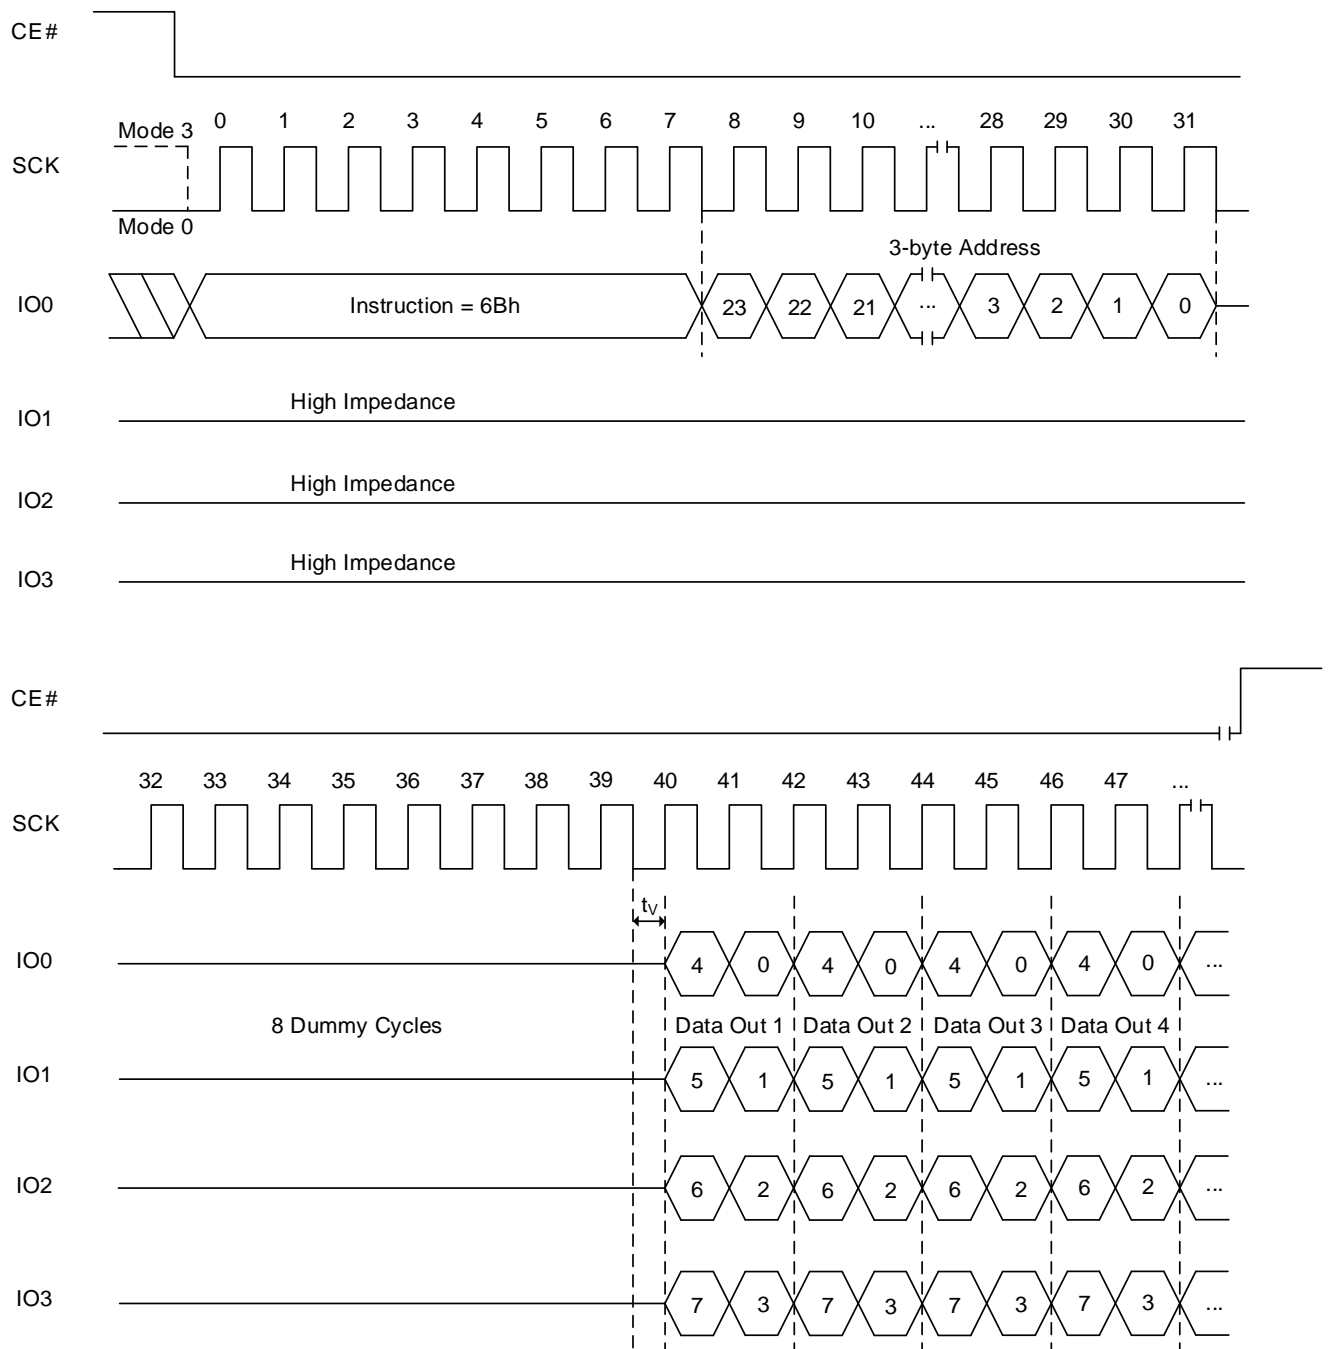 CE#
Mode 3 0 1 2 3 4 5 6 7 8 9 10 ... 28 29 30 31
SCK
Mode 0
3-byte Address
IO0 Instruction = 6Bh 23 22 21 ... 3 2 1 0
High Impedance
IO1
High Impedance
IO2
High Impedance
IO3
CE#
32 33 34 35 36 37 38 39 40 41 42 43 44 45 46 47 ...
SCK
tV
IO0 4 0 4 0 4 0 4 0 ...
8 Dummy Cycles Data Out 1 Data Out 2 Data Out 3 Data Out 4
IO1 5 1 5 1 5 1 5 1 ...
IO2 6 2 6 2 6 2 6 2 ...
IO3 7 3 7 3 7 3 7 3 ...